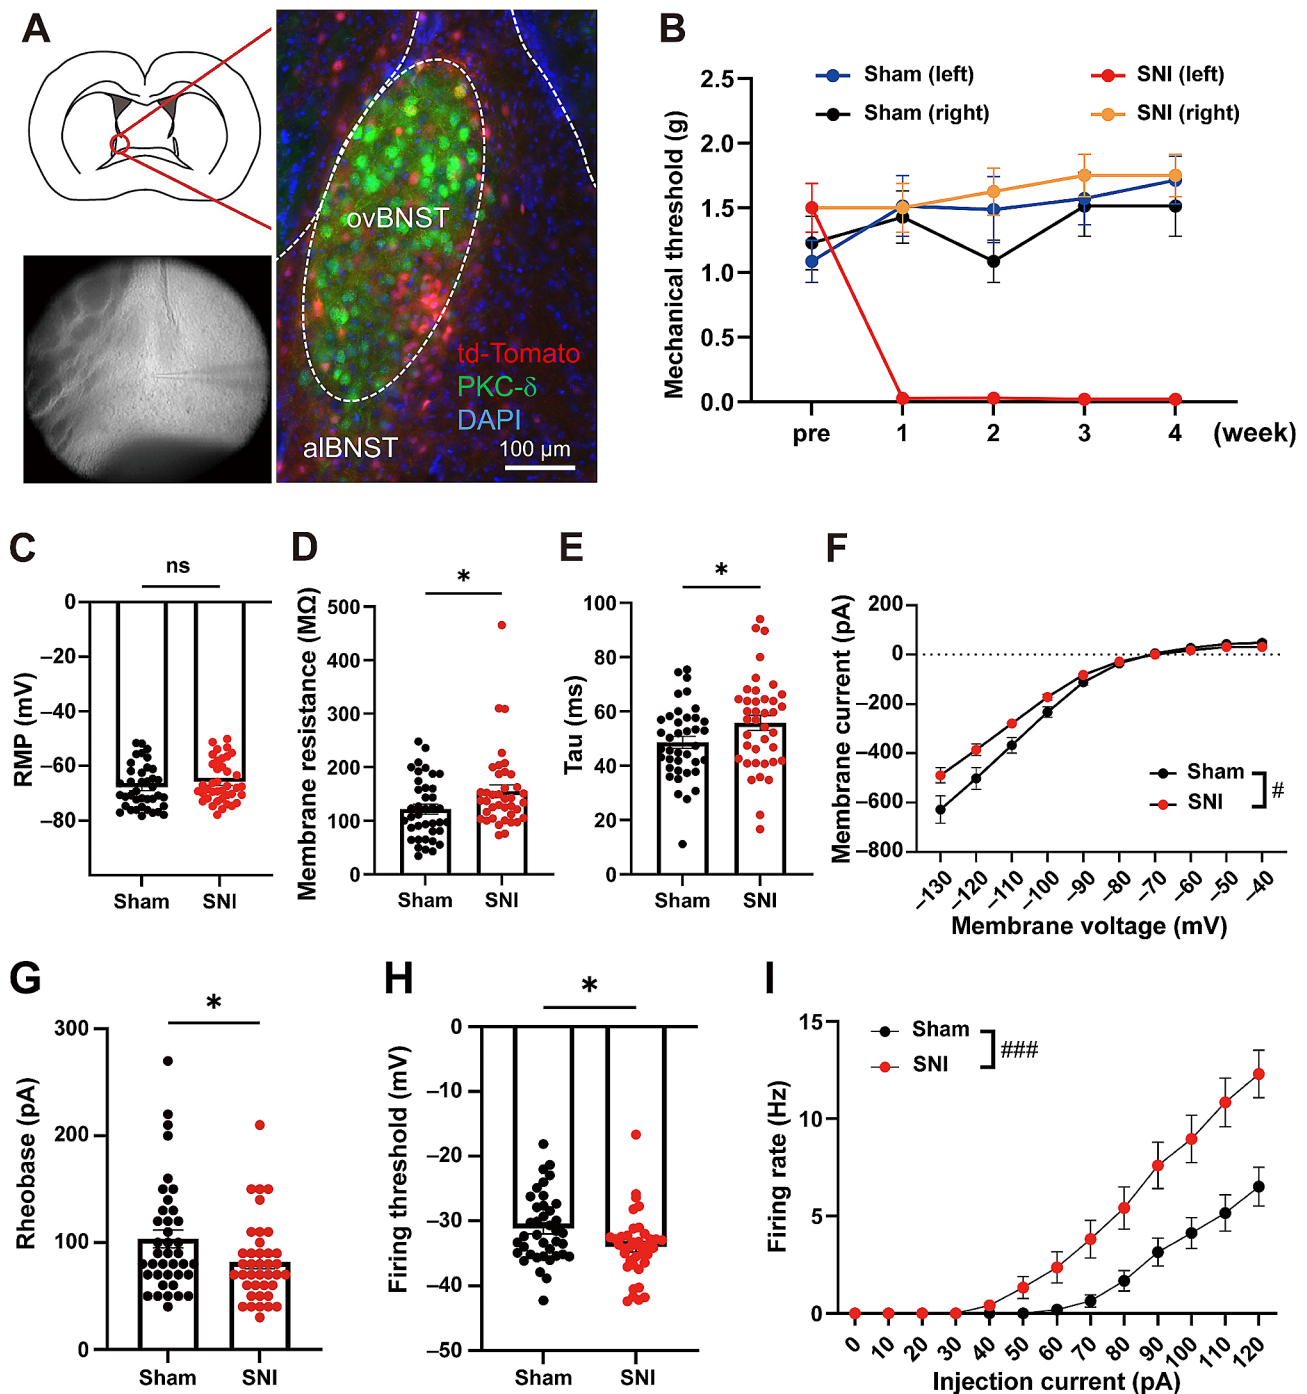 A
ovBNST
td-Tomato
PKC-δ
DAPI
alBNST
100 µm
B
Sham (left)
SNI (left)
Sham (right)
SNI (right)
Mechanical threshold (g)
2.5
2.0
1.5
1.0
0.5
0.0
pre 1 2 3 4 (week)
C
ns
RMP (mV)
0
–20
–40
–60
–80
Sham SNI
D
*
Membrane resistance (MΩ)
500
400
300
200
100
0
Sham SNI
E
*
Tau (ms)
100
80
60
40
20
0
Sham SNI
F
Membrane current (pA)
200
0
–200
–400
–600
–800
Sham
SNI
#
–130 –120 –110 –100 –90 –80 –70 –60 –50 –40
Membrane voltage (mV)
G
*
Rheobase (pA)
300
200
100
0
Sham SNI
H
*
Firing threshold (mV)
0
–10
–20
–30
–40
–50
Sham SNI
I
Sham
SNI
###
Firing rate (Hz)
15
10
5
0
0 10 20 30 40 50 60 70 80 90 100 110 120
Injection current (pA)